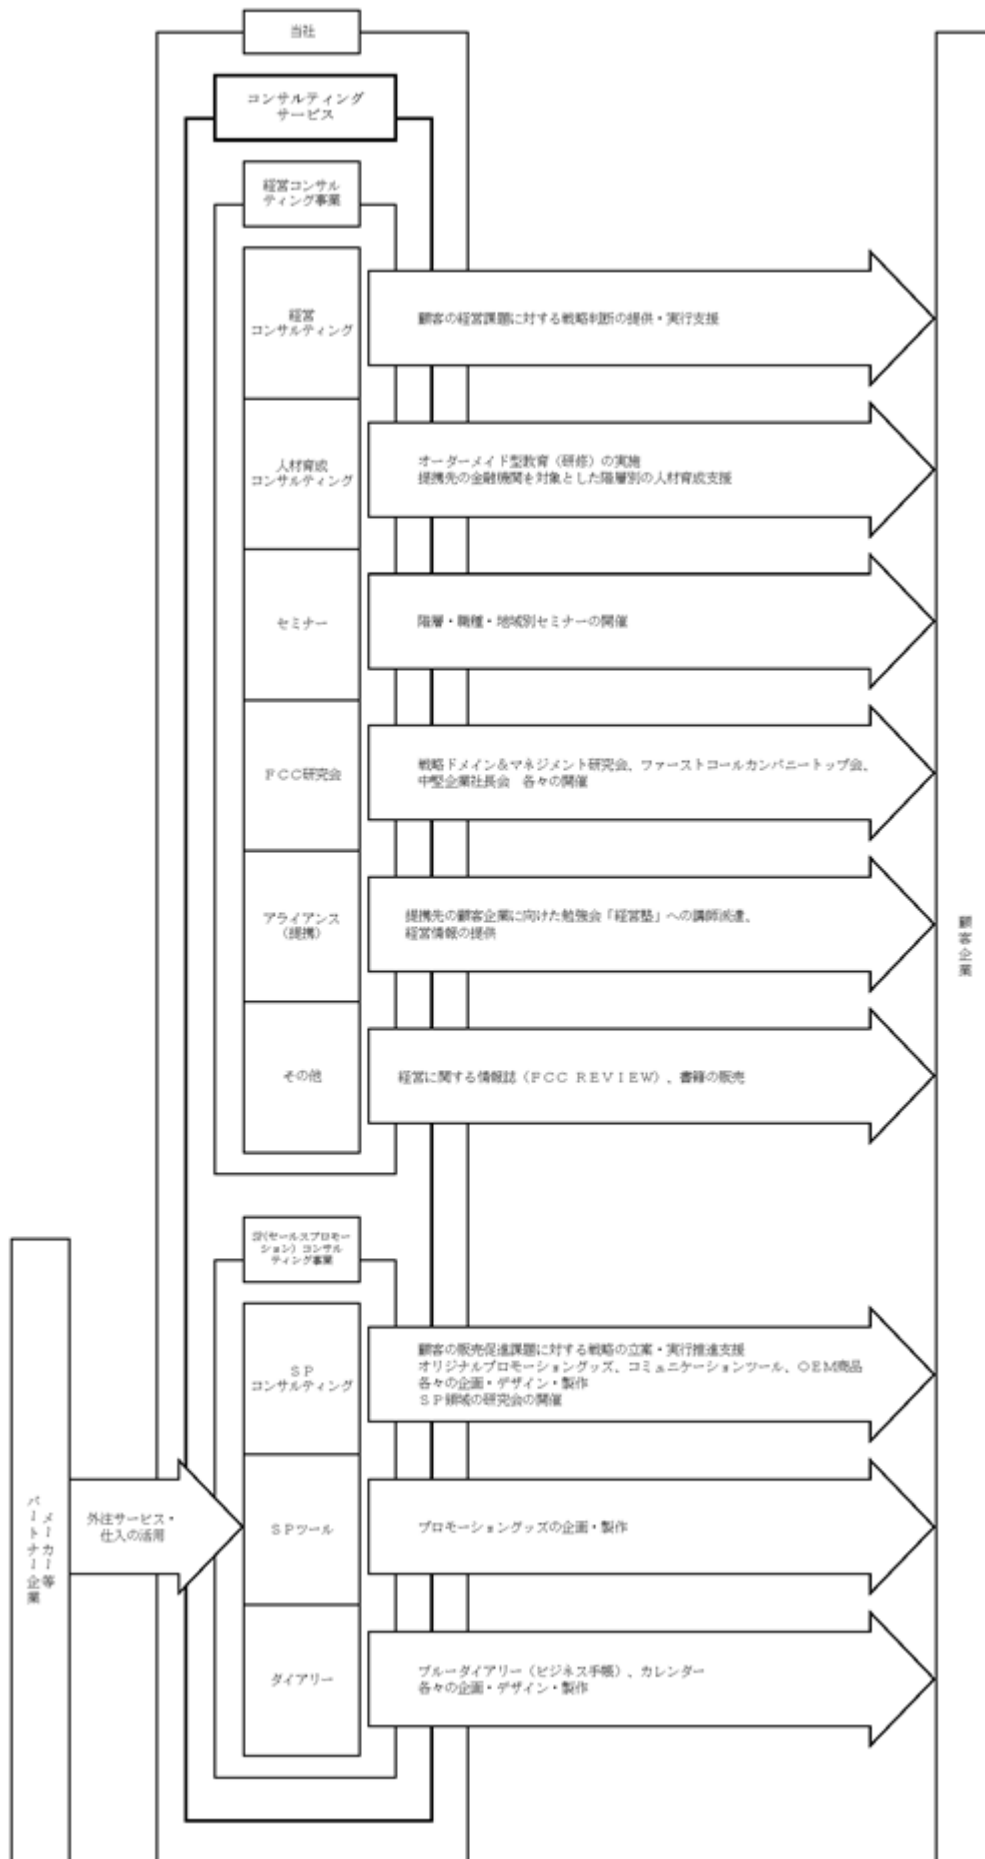 当社
コンサルティング
サービス
経営コンサル
ティング事業
経営
コンサルティング
顧客の経営課題に対する戦略判断の提供・実行支援
人材育成
コンサルティング
オーダーメイド型教育（研修）の実施
提携先の金融機関を対象とした階層別の人材育成支援
セミナー
階層・職種・地域別セミナーの開催
ＦＣＣ研究会
戦略ドメイン＆マネジメント研究会、ファーストコールカンパニートップ会、
中堅企業社長会　各々の開催
アライアンス
（提携）
提携先の顧客企業に向けた勉強会「経営塾」への講師派遣、
経営情報の提供
その他
経営に関する情報誌（ＦＣＣ ＲＥＶＩＥＷ）、書籍の販売
顧客企業
SP(セールスプロモー
ション）コンサル
ティング事業
ＳＰ
コンサルティング
顧客の販売促進課題に対する戦略の立案・実行推進支援
オリジナルプロモーショングッズ、コミュニケーションツール、ＯＥＭ商品
各々の企画・デザイン・製作
ＳＰ領域の研究会の開催
メーカー等
パートナー企業
外注サービス・
仕入の活用
ＳＰツール
プロモーショングッズの企画・製作
ダイアリー
ブルーダイアリー（ビジネス手帳）、カレンダー
各々の企画・デザイン・製作